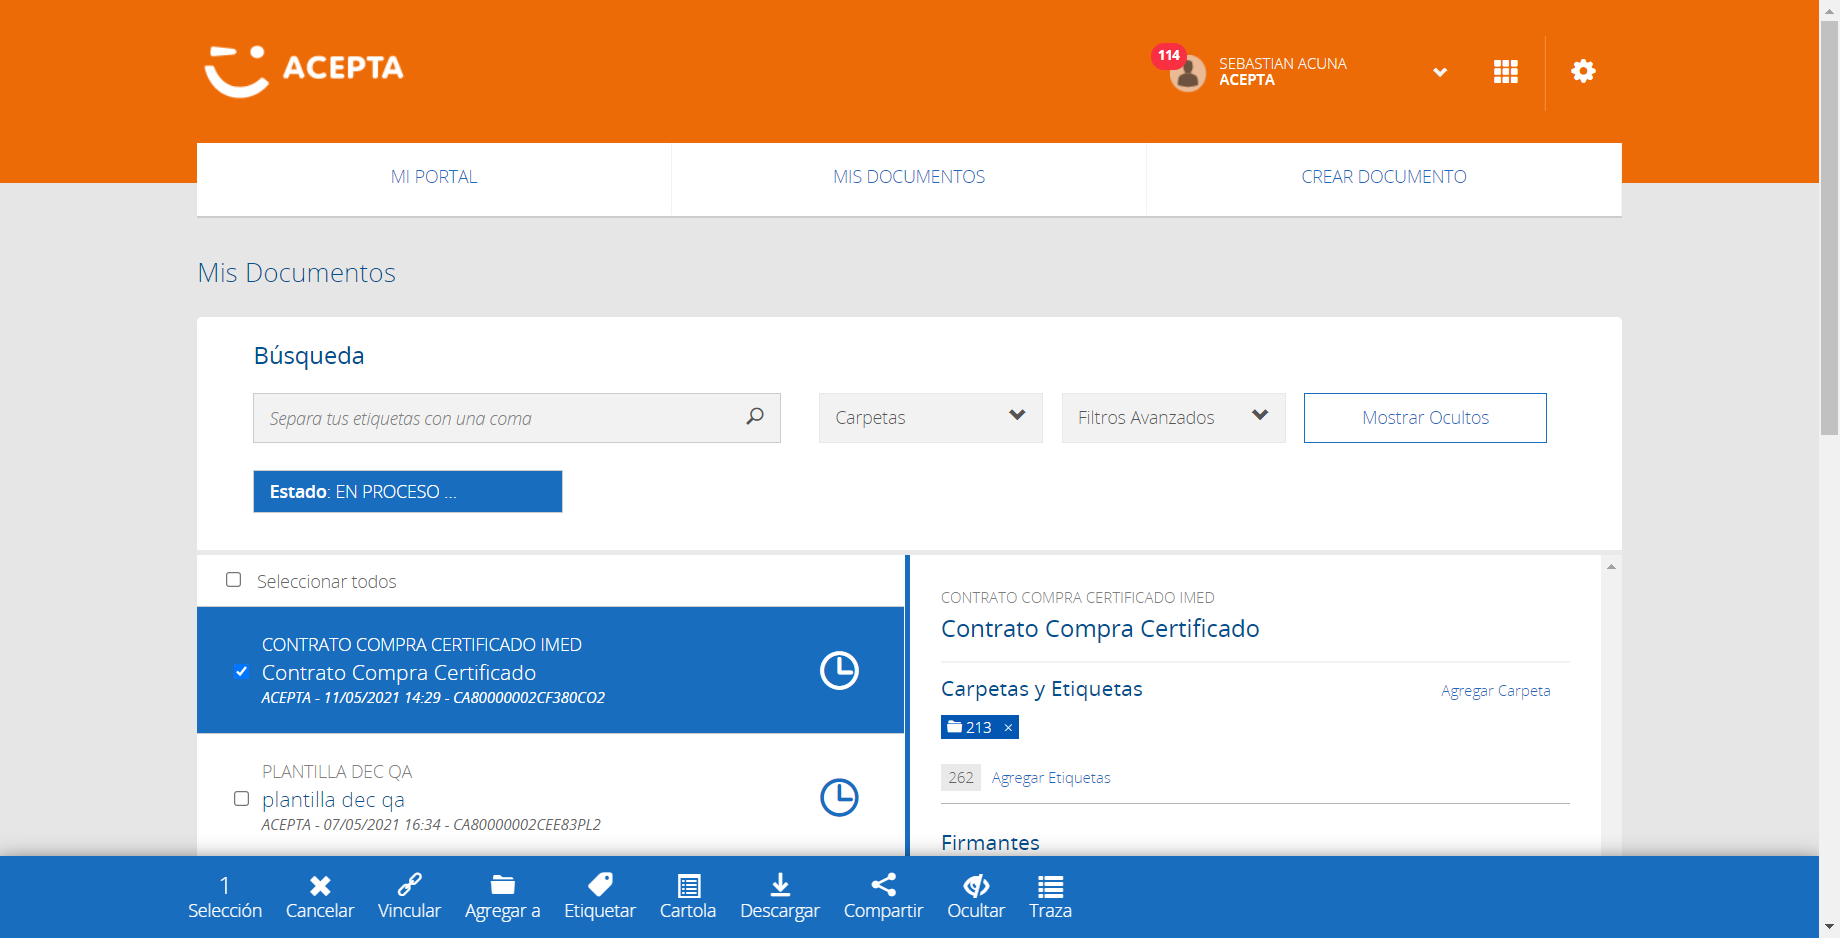 ACEPTA
114
SEBASTIAN ACUNA
ACEPTA
MI PORTAL
MIS DOCUMENTOS
CREAR DOCUMENTO
Mis Documentos
Búsqueda
Separa tus etiquetas con una coma
Carpetas
Filtros Avanzados
Mostrar Ocultos
Estado: EN PROCESO ...
Seleccionar todos
CONTRATO COMPRA CERTIFICADO IMED
Contrato Compra Certificado
ACEPTA - 11/05/2021 14:29 - CA80000002CF380CO2
PLANTILLA DEC QA
plantilla dec qa
ACEPTA - 07/05/2021 16:34 - CA80000002CEE83PL2
CONTRATO COMPRA CERTIFICADO IMED
Contrato Compra Certificado
Carpetas y Etiquetas
Agregar Carpeta
213 ×
262
Agregar Etiquetas
Firmantes
1
Selección
Cancelar
Vincular
Agregar a
Etiquetar
Cartola
Descargar
Compartir
Ocultar
Traza